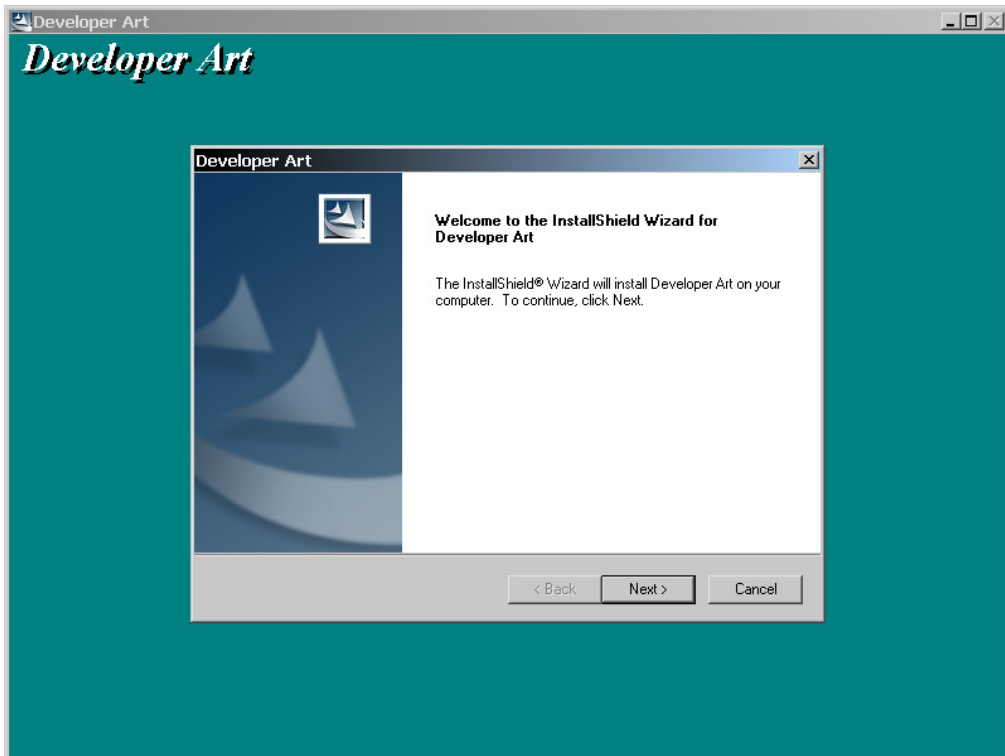 Developer Art
Developer Art
Developer Art
Welcome to the InstallShield Wizard for
Developer Art
The InstallShield® Wizard will install Developer Art on your
computer. To continue, click Next.
< Back
Next >
Cancel